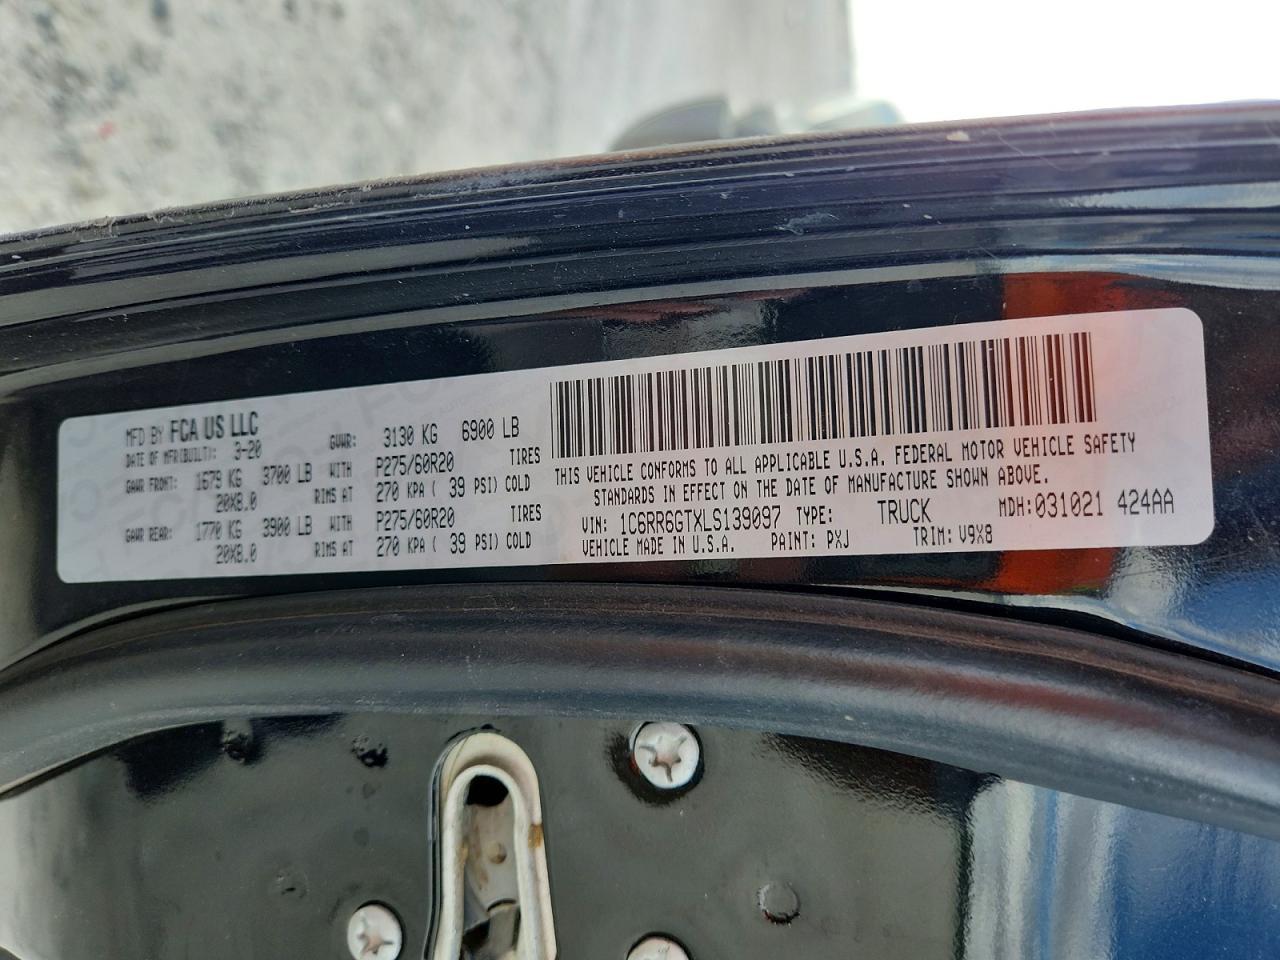 MFD BY FCA US LLC
DATE OF MFR(BUILT): 3-20 GVWR: 3130 KG 6900 LB
GAWR FRONT: 1679 KG 3700 LB WITH P275/60R20 TIRES
20X8.0 RIMS AT 270 KPA ( 39 PSI) COLD
GAWR REAR: 1770 KG 3900 LB WITH P275/60R20 TIRES
20X8.0 RIMS AT 270 KPA ( 39 PSI) COLD
THIS VEHICLE CONFORMS TO ALL APPLICABLE U.S.A. FEDERAL MOTOR VEHICLE SAFETY
STANDARDS IN EFFECT ON THE DATE OF MANUFACTURE SHOWN ABOVE.
VIN: 1C6RR6GTXLS139097 TYPE: TRUCK MDH:031021 424AA
VEHICLE MADE IN U.S.A. PAINT: PXJ TRIM: V9X8